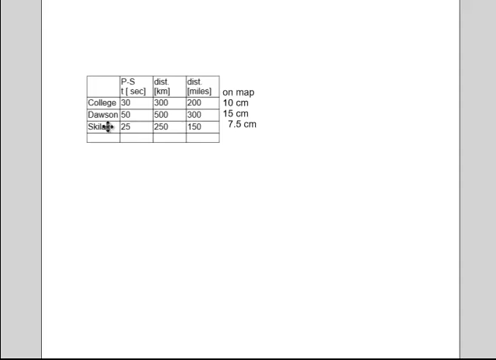 P-S dist. dist.
t [ sec] [km] [miles] on map
College 30 300 200 10 cm
Dawson 50 500 300 15 cm
25 250 150 7.5 cm